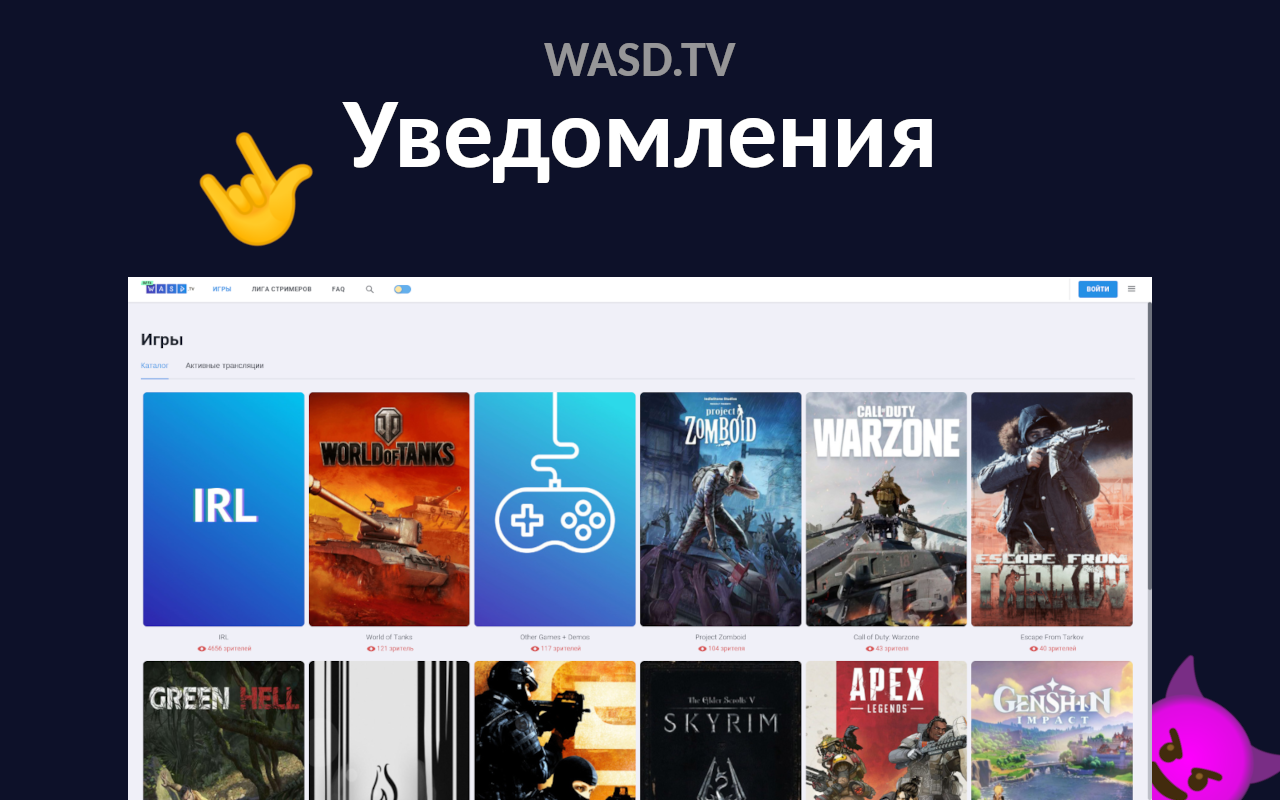 WASD.TV
Уведомления
WASD TV ИГРЫ ЛИГА СТРИМЕРОВ FAQ ВОЙТИ
Игры
Каталог Активные трансляции
IRL
WORLD OF TANKS
project ZOMBOID
CALL OF DUTY WARZONE
ESCAPE FROM TARKOV
IRL World of Tanks Other Games + Demos Project Zomboid Call of Duty: Warzone Escape From Tarkov
4656 зрителей 121 зритель 117 зрителей 104 зрителя 43 зрителя 40 зрителей
GREEN HELL
The Elder Scrolls V
SKYRIM
APEX
LEGENDS
GENSHIN
IMPACT